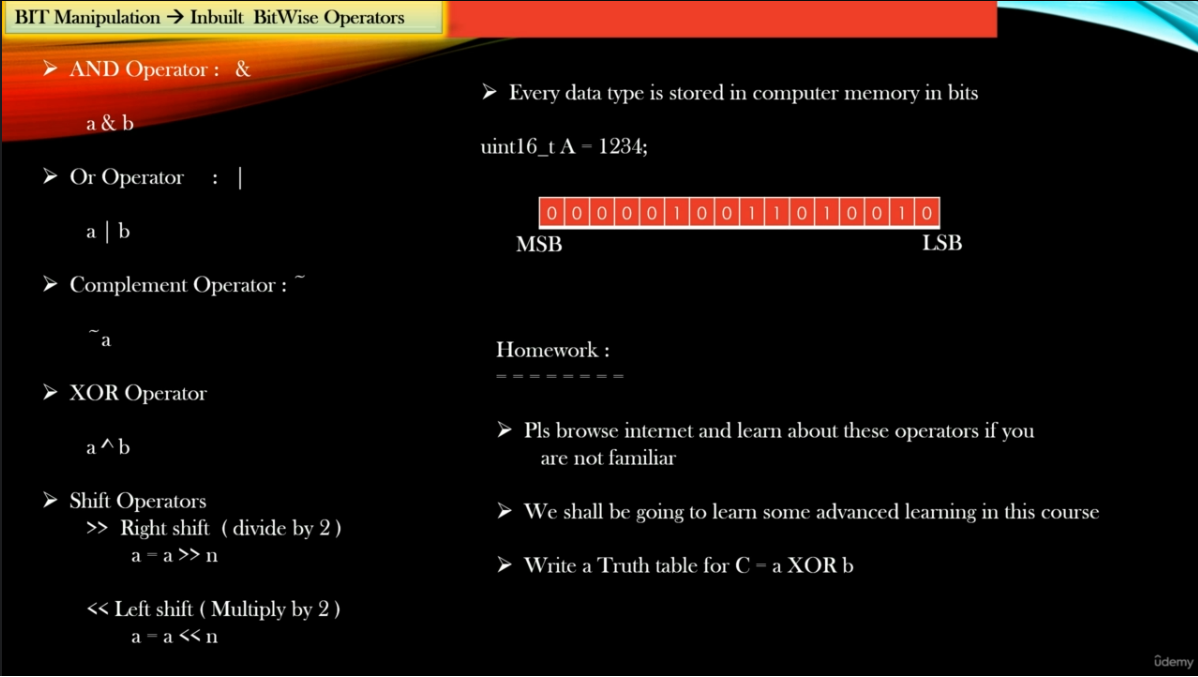 BIT Manipulation → Inbuilt BitWise Operators
➢ AND Operator : &
a & b
➢ Or Operator : |
a | b
➢ Complement Operator : ~
~a
➢ XOR Operator
a ^ b
➢ Shift Operators
>> Right shift ( divide by 2 )
a = a >> n
<< Left shift ( Multiply by 2 )
a = a << n
➢ Every data type is stored in computer memory in bits
uint16_t A = 1234;
0 0 0 0 0 1 0 0 1 1 0 1 0 0 1 0
MSB LSB
Homework :
= = = = = = = =
➢ Pls browse internet and learn about these operators if you
are not familiar
➢ We shall be going to learn some advanced learning in this course
➢ Write a Truth table for C = a XOR b
ûdemy